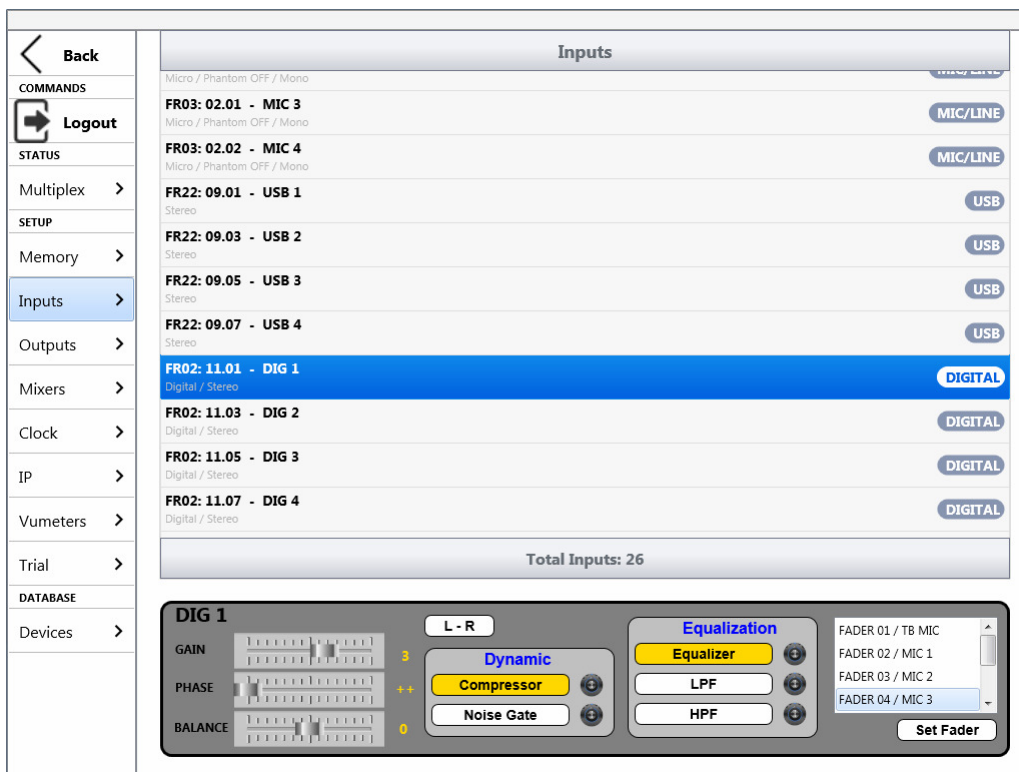 Back
COMMANDS
Logout
STATUS
Multiplex
SETUP
Memory
Inputs
Outputs
Mixers
Clock
IP
Vumeters
Trial
DATABASE
Devices
Inputs
Micro / Phantom OFF / Mono
MIC/LINE
FR03: 02.01 - MIC 3
Micro / Phantom OFF / Mono
MIC/LINE
FR03: 02.02 - MIC 4
Micro / Phantom OFF / Mono
MIC/LINE
FR22: 09.01 - USB 1
Stereo
USB
FR22: 09.03 - USB 2
Stereo
USB
FR22: 09.05 - USB 3
Stereo
USB
FR22: 09.07 - USB 4
Stereo
USB
FR02: 11.01 - DIG 1
Digital / Stereo
DIGITAL
FR02: 11.03 - DIG 2
Digital / Stereo
DIGITAL
FR02: 11.05 - DIG 3
Digital / Stereo
DIGITAL
FR02: 11.07 - DIG 4
Digital / Stereo
DIGITAL
Total Inputs: 26
DIG 1
GAIN
3
PHASE
++
BALANCE
0
L - R
Dynamic
Compressor
Noise Gate
Equalization
Equalizer
LPF
HPF
FADER 01 / TB MIC
FADER 02 / MIC 1
FADER 03 / MIC 2
FADER 04 / MIC 3
Set Fader